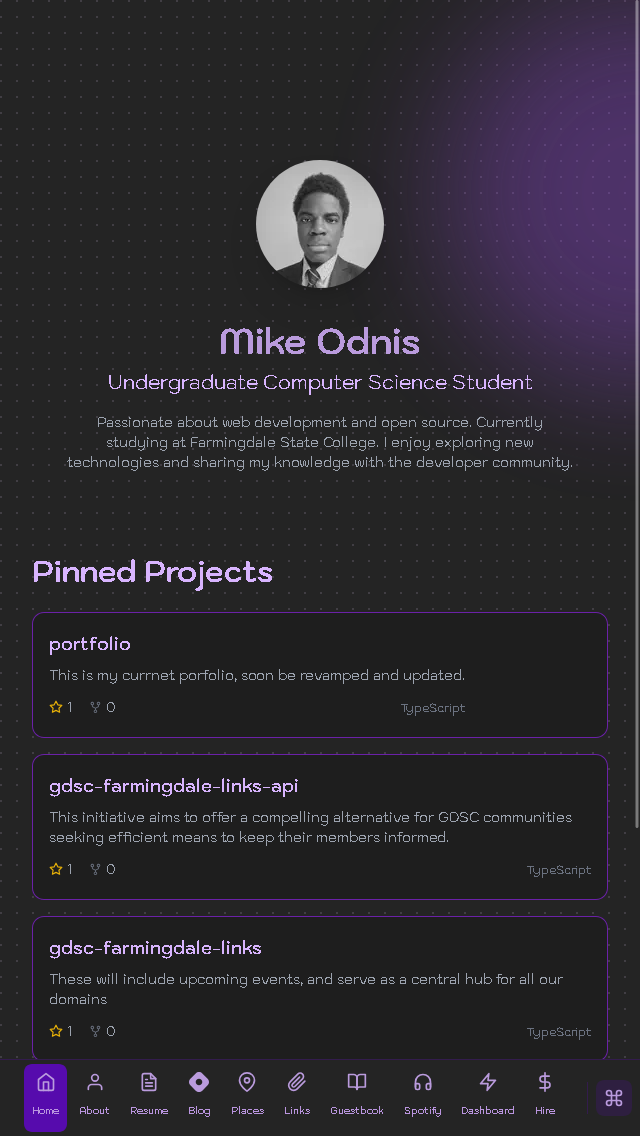 Mike Odnis
Undergraduate Computer Science Student
Passionate about web development and open source. Currently
studying at Farmingdale State College. I enjoy exploring new
technologies and sharing my knowledge with the developer community.
Pinned Projects
portfolio
This is my currnet porfolio, soon be revamped and updated.
1 0 TypeScript
gdsc-farmingdale-links-api
This initiative aims to offer a compelling alternative for GDSC communities
seeking efficient means to keep their members informed.
1 0 TypeScript
gdsc-farmingdale-links
These will include upcoming events, and serve as a central hub for all our
domains
1 0 TypeScript
Home About Resume Blog Places Links Guestbook Spotify Dashboard Hire